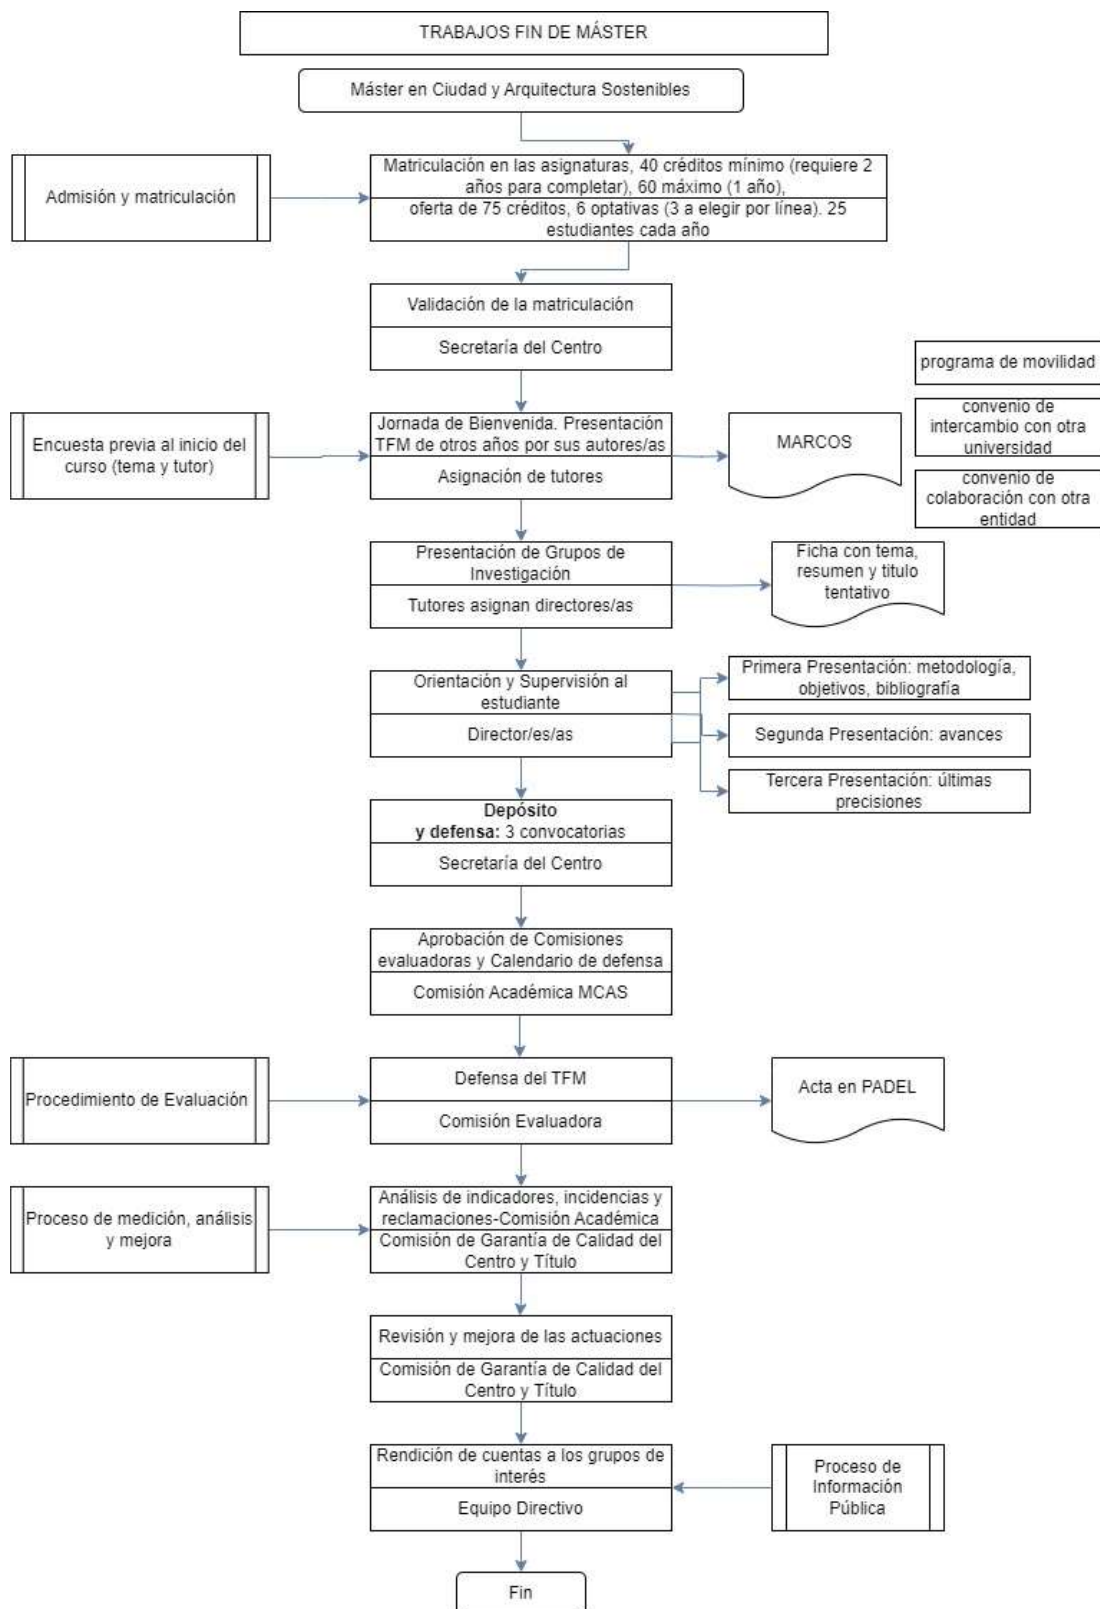 TRABAJOS FIN DE MÁSTER
Máster en Ciudad y Arquitectura Sostenibles
Admisión y matriculación
Matriculación en las asignaturas, 40 créditos mínimo (requiere 2
años para completar), 60 máximo (1 año),
oferta de 75 créditos, 6 optativas (3 a elegir por línea). 25
estudiantes cada año
Validación de la matriculación
Secretaría del Centro
programa de movilidad
convenio de
intercambio con otra
universidad
convenio de
colaboración con otra
entidad
Encuesta previa al inicio del
curso (tema y tutor)
Jornada de Bienvenida. Presentación
TFM de otros años por sus autores/as
Asignación de tutores
MARCOS
Presentación de Grupos de
Investigación
Tutores asignan directores/as
Ficha con tema,
resumen y titulo
tentativo
Orientación y Supervisión al
estudiante
Director/es/as
Primera Presentación: metodología,
objetivos, bibliografía
Segunda Presentación: avances
Tercera Presentación: últimas
precisiones
Depósito
y defensa: 3 convocatorias
Secretaría del Centro
Aprobación de Comisiones
evaluadoras y Calendario de defensa
Comisión Académica MCAS
Procedimiento de Evaluación
Defensa del TFM
Comisión Evaluadora
Acta en PADEL
Proceso de medición, análisis
y mejora
Análisis de indicadores, incidencias y
reclamaciones-Comisión Académica
Comisión de Garantía de Calidad del
Centro y Título
Revisión y mejora de las actuaciones
Comisión de Garantía de Calidad del
Centro y Título
Rendición de cuentas a los grupos de
interés
Equipo Directivo
Proceso de
Información
Pública
Fin